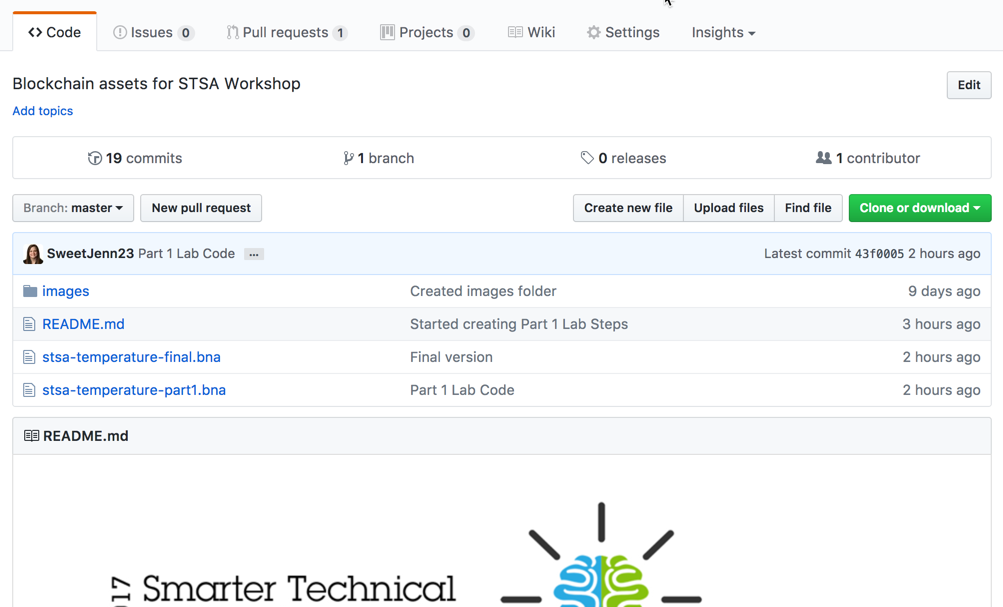 Code Issues 0 Pull requests 1 Projects 0 Wiki Settings Insights
Blockchain assets for STSA Workshop Edit
Add topics
19 commits 1 branch 0 releases 1 contributor
Branch: master New pull request Create new file Upload files Find file Clone or download
SweetJenn23 Part 1 Lab Code … Latest commit 43f0005 2 hours ago
images Created images folder 9 days ago
README.md Started creating Part 1 Lab Steps 3 hours ago
stsa-temperature-final.bna Final version 2 hours ago
stsa-temperature-part1.bna Part 1 Lab Code 2 hours ago
README.md
Smarter Technical